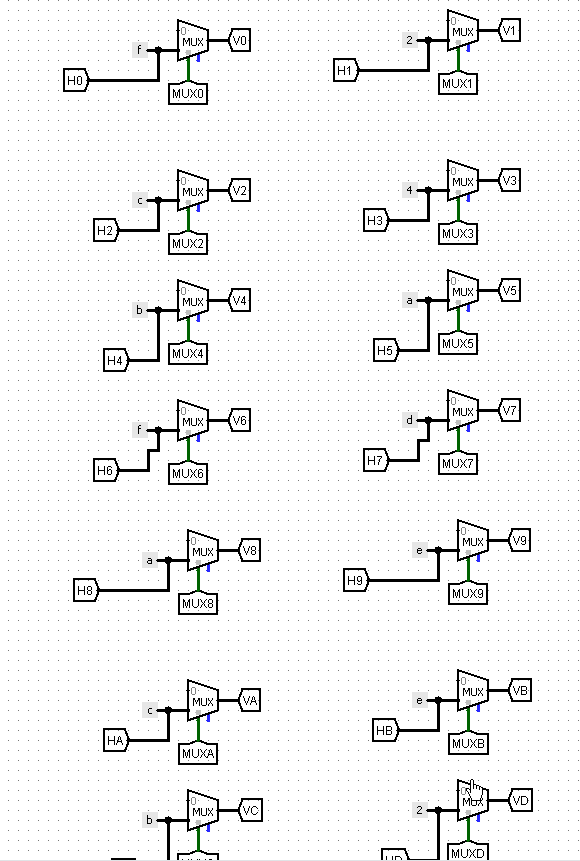 0 MUX V0
f
H0 MUX0
0 MUX V1
2
H1 MUX1
0 MUX V2
c
H2 MUX2
0 MUX V3
4
H3 MUX3
0 MUX V4
b
H4 MUX4
0 MUX V5
a
H5 MUX5
0 MUX V6
f
H6 MUX6
0 MUX V7
d
H7 MUX7
0 MUX V8
a
H8 MUX8
0 MUX V9
e
H9 MUX9
0 MUX VA
c
HA MUXA
0 MUX VB
e
HB MUXB
0 MUX VC
b
0 MUX VD
2
HD MUXD